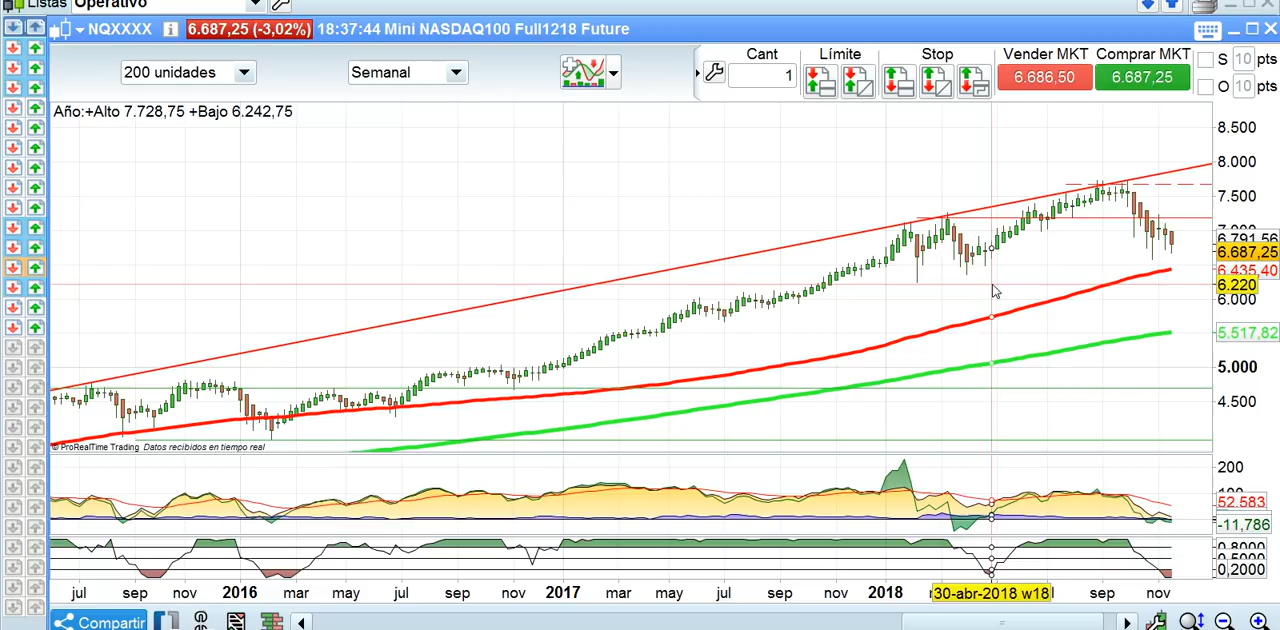 Listas Operativo
NQXXXX 6.687,25 (-3,02%) 18:37:44 Mini NASDAQ100 Full1218 Future
200 unidades Semanal Cant 1 Límite Stop Vender MKT 6.686,50 Comprar MKT 6.687,25 S 10 pts
O 10 pts
Año:+Alto 7.728,75 +Bajo 6.242,75
8.500
8.000
7.500
6.791,56
6.687,25
6.435,40
6.220
6.000
5.517,82
5.000
4.500
© ProRealTime Trading Datos recibidos en tiempo real
200
52.583
-11,786
0,8000
0,2000
jul sep nov 2016 mar may jul sep nov 2017 mar may jul sep nov 2018 30-abr-2018 w18 sep nov
Compartir